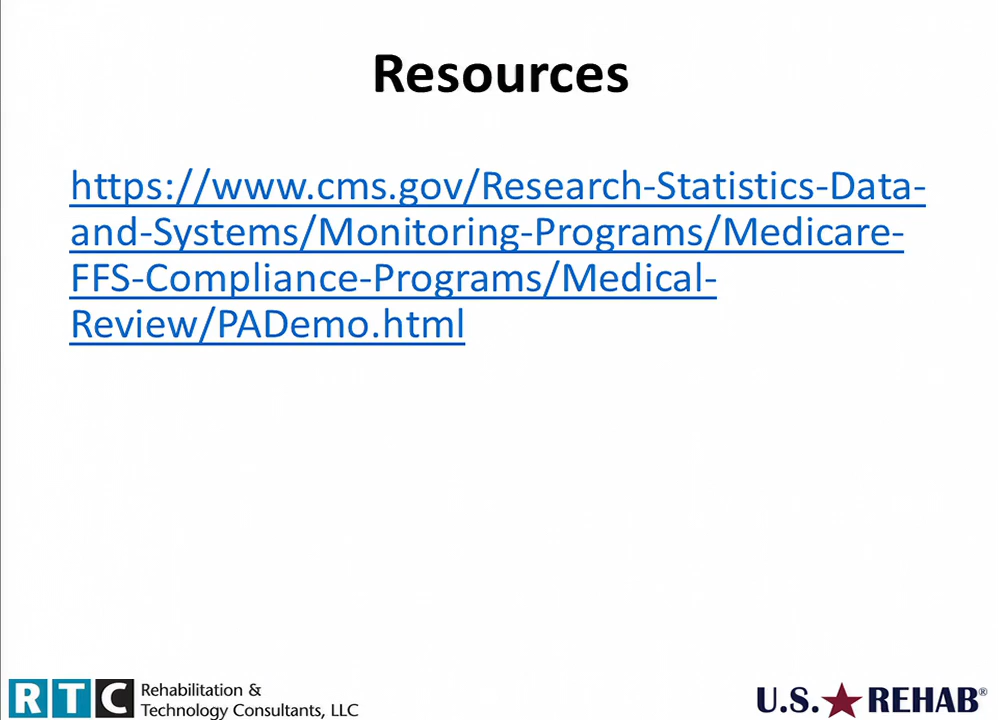 Resources
https://www.cms.gov/Research-Statistics-Data-
and-Systems/Monitoring-Programs/Medicare-
FFS-Compliance-Programs/Medical-
Review/PADemo.html
RTC Rehabilitation &
Technology Consultants, LLC
U.S. REHAB®